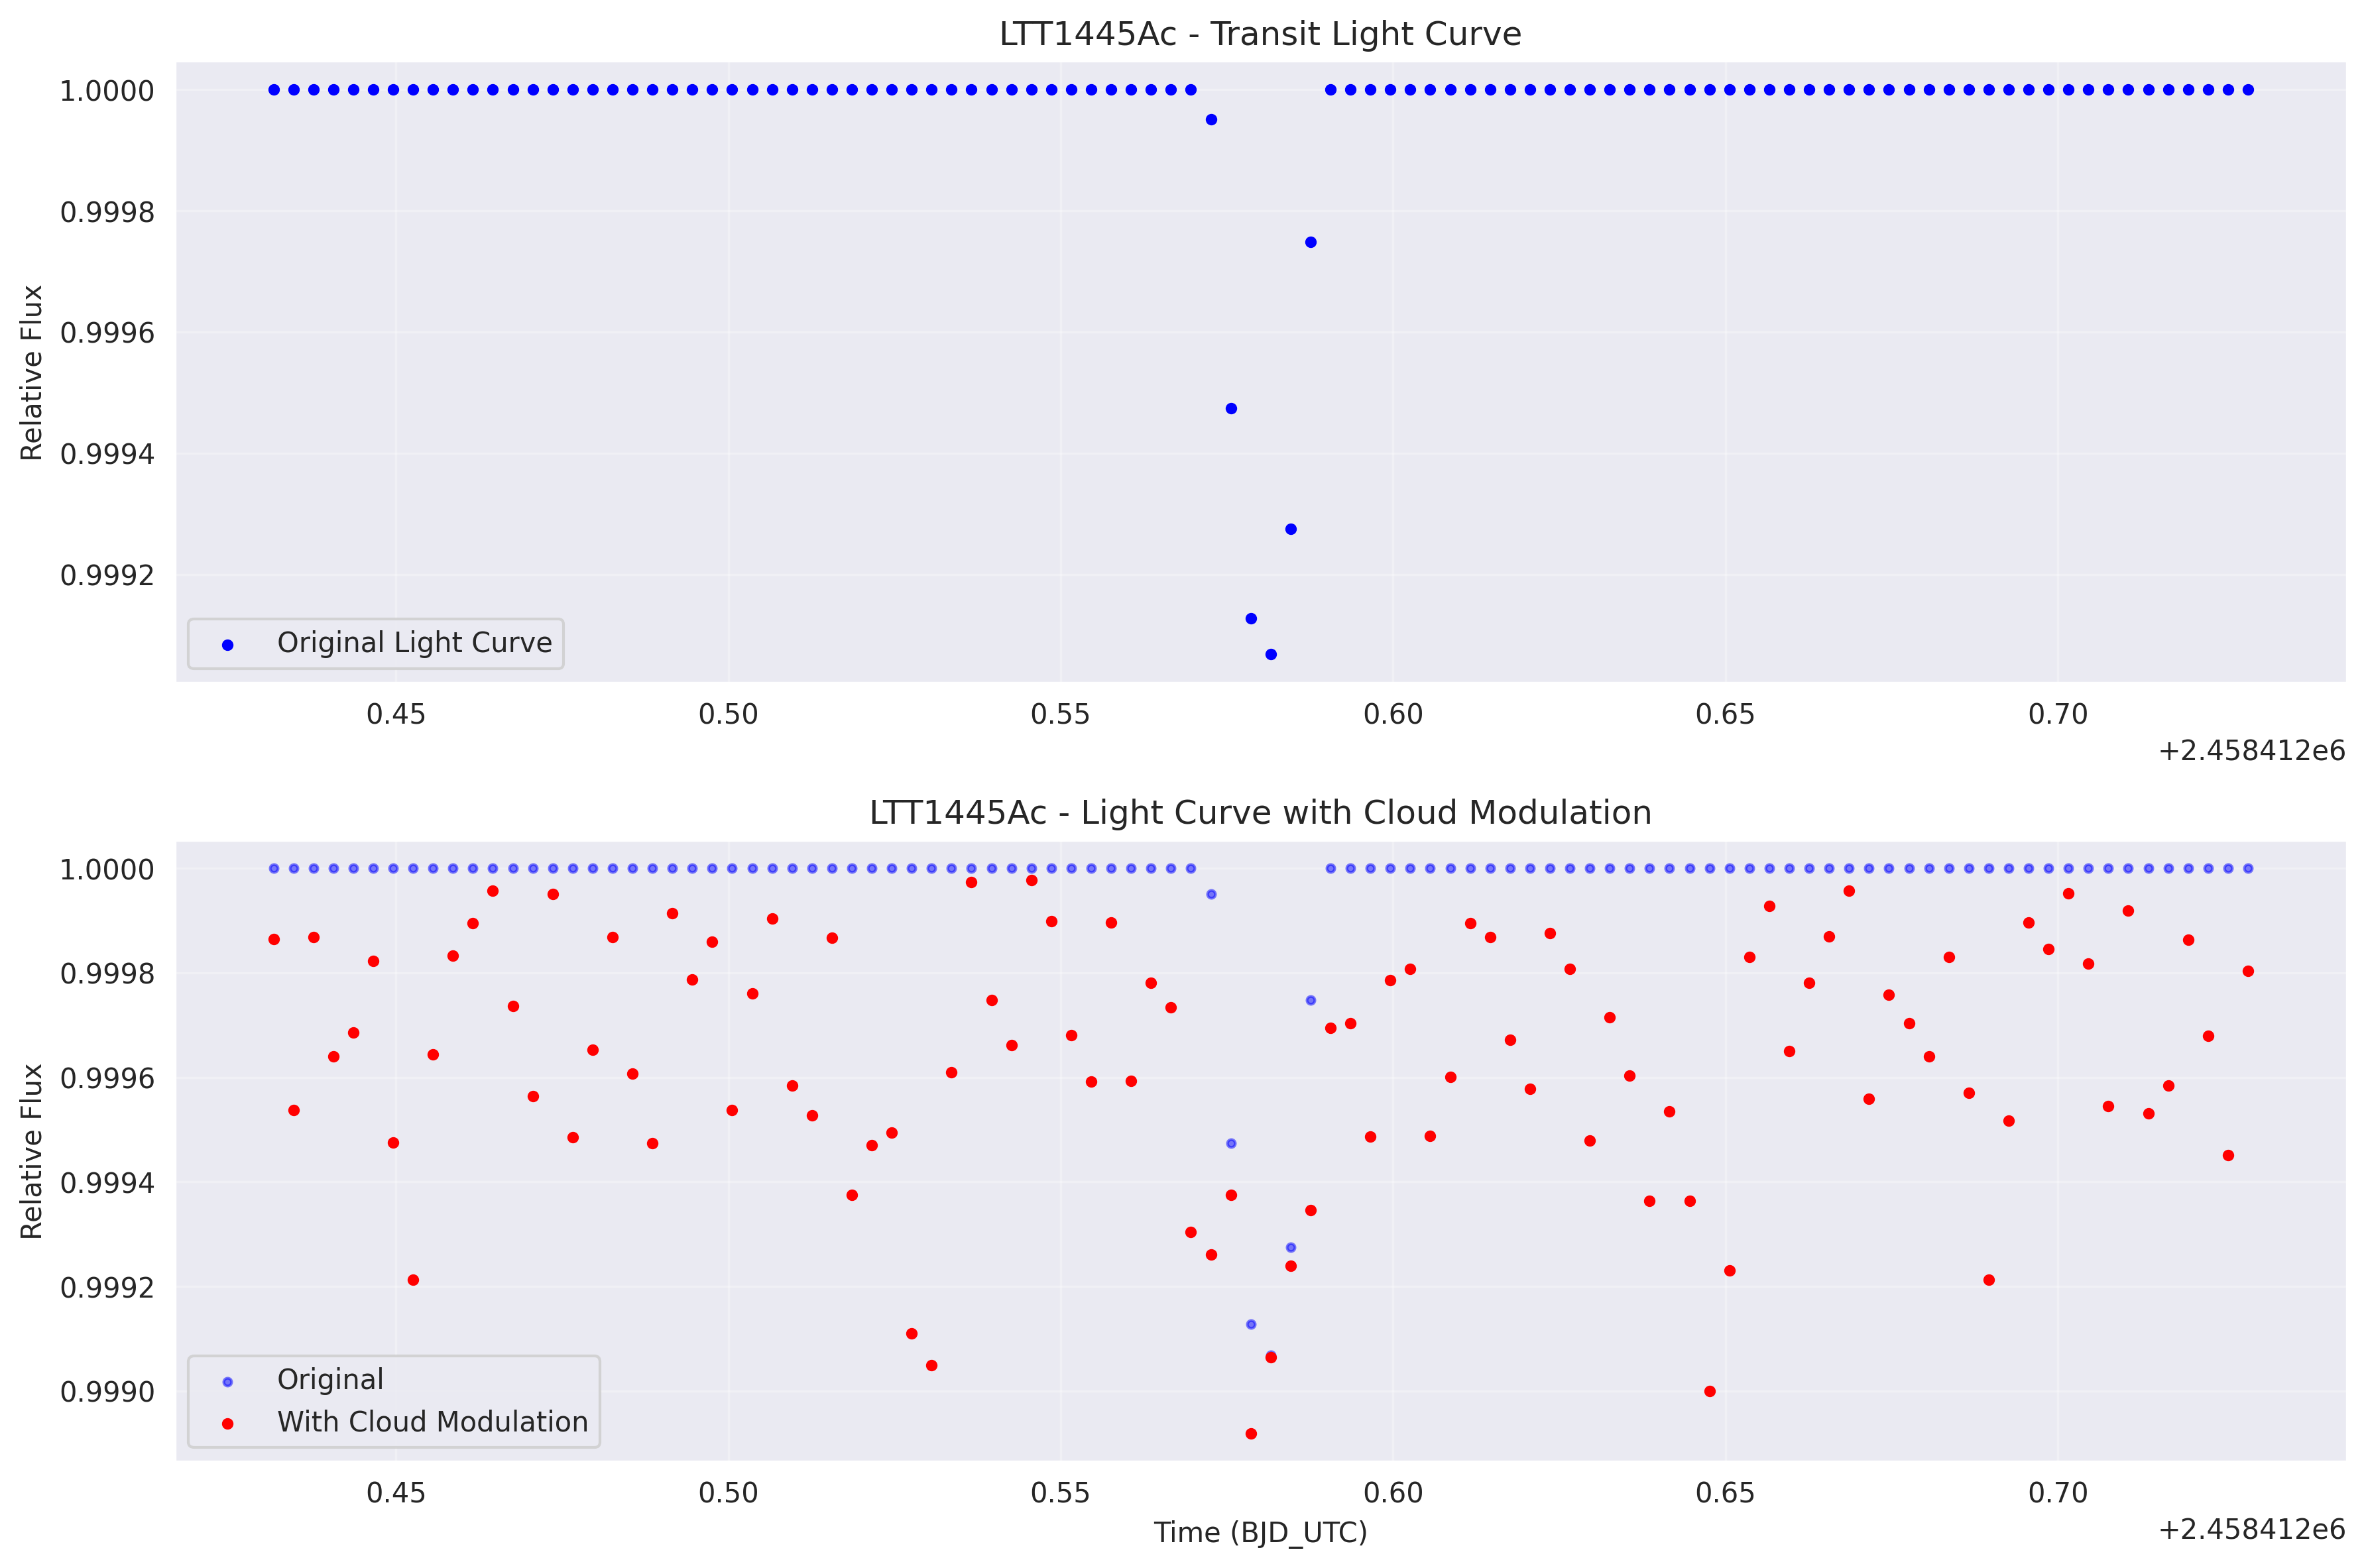 LTT1445Ac - Transit Light Curve
Relative Flux
1.0000
0.9998
0.9996
0.9994
0.9992
Original Light Curve
0.45 0.50 0.55 0.60 0.65 0.70
+2.458412e6
LTT1445Ac - Light Curve with Cloud Modulation
Relative Flux
1.0000
0.9998
0.9996
0.9994
0.9992
0.9990
Original
With Cloud Modulation
0.45 0.50 0.55 0.60 0.65 0.70
Time (BJD_UTC)
+2.458412e6